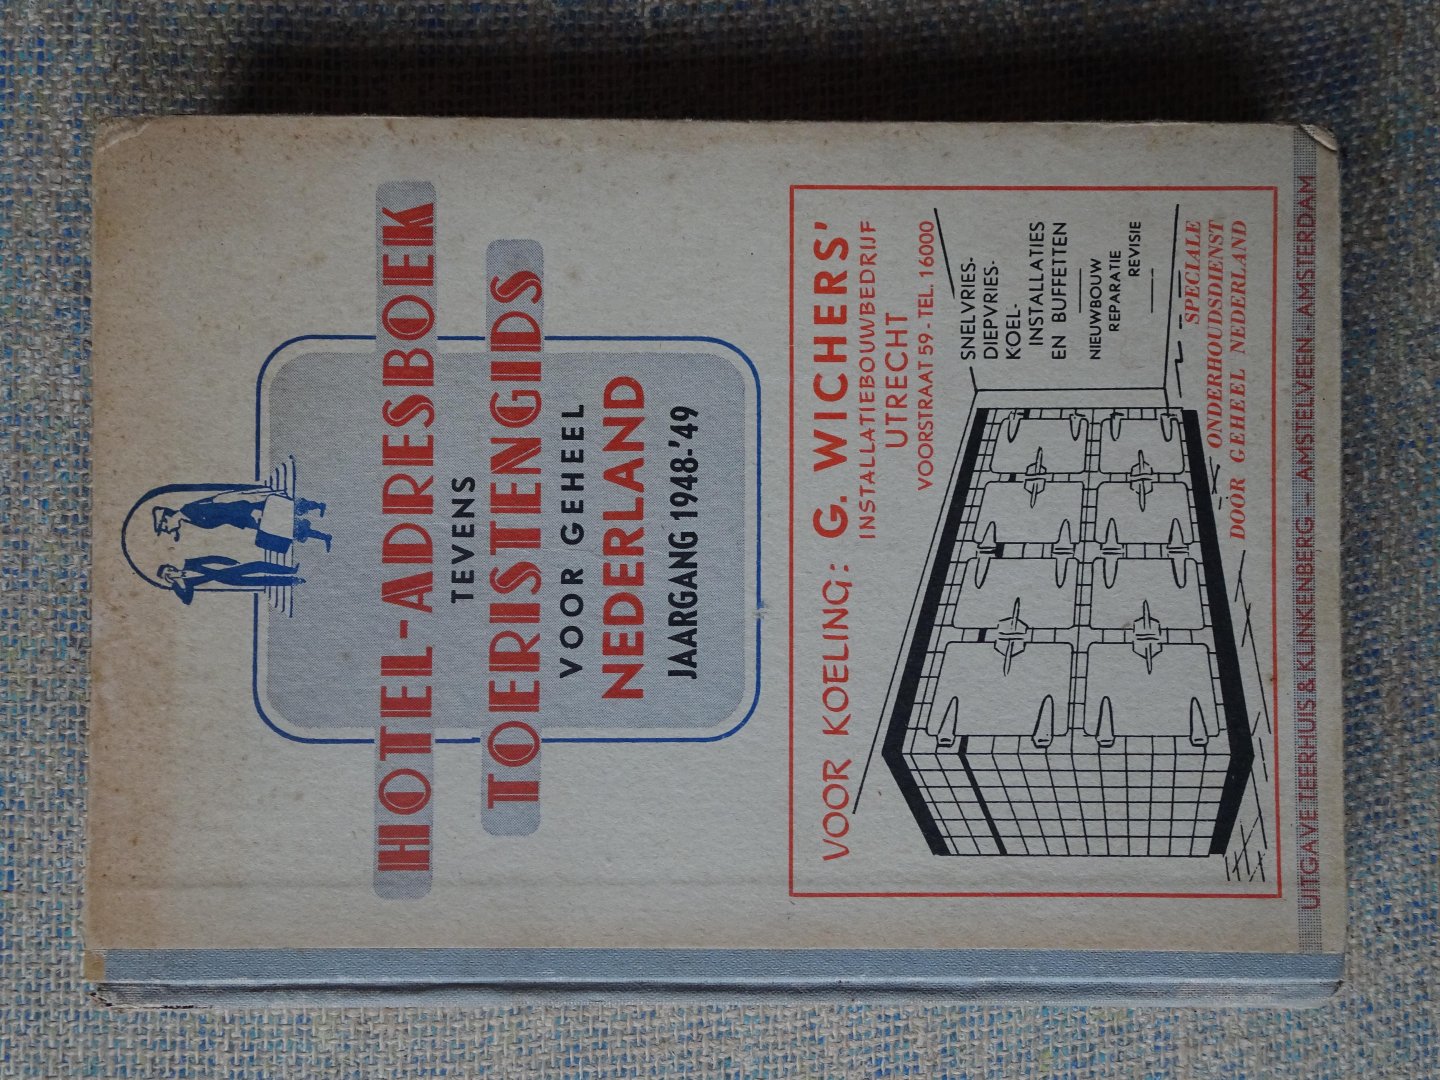 HOTEL-ADRESBOEK
TEVENS
TOERISTENGIDS
VOOR GEHEEL
NEDERLAND
JAARGANG 1948-'49
VOOR KOELING: G. WICHERS'
INSTALLATIEBOUWBEDRIJF
UTRECHT
VOORSTRAAT 59 - TEL. 16000
SNELVRIES-
DIEPVRIES-
KOEL-
INSTALLATIES
EN BUFFETTEN
NIEUWBOUW
REPARATIE
REVISIE
SPECIALE
ONDERHOUDSDIENST
DOOR GEHEEL NEDERLAND
UITGAVE TEERHUIS & KLINKENBERG – AMSTELVEEN - AMSTERDAM